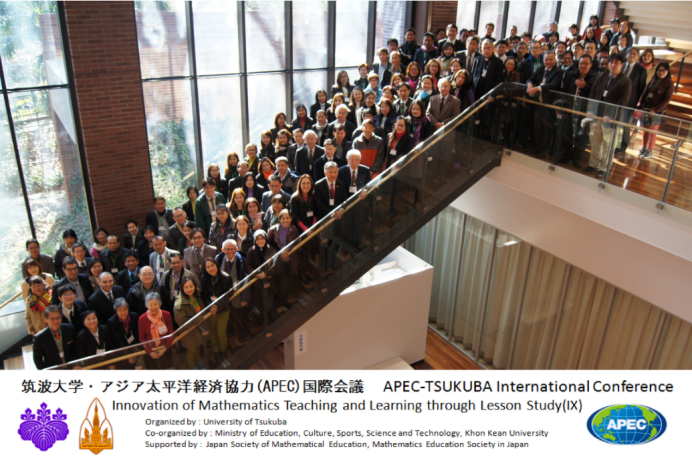 筑波大学・アジア太平洋経済協力(APEC)国際会議 APEC-TSUKUBA International Conference
Innovation of Mathematics Teaching and Learning through Lesson Study(IX)
Organized by : University of Tsukuba
Co-organized by : Ministry of Education, Culture, Sports, Science and Technology, Khon Kean University
Supported by : Japan Society of Mathematical Education, Mathematics Education Society in Japan
APEC